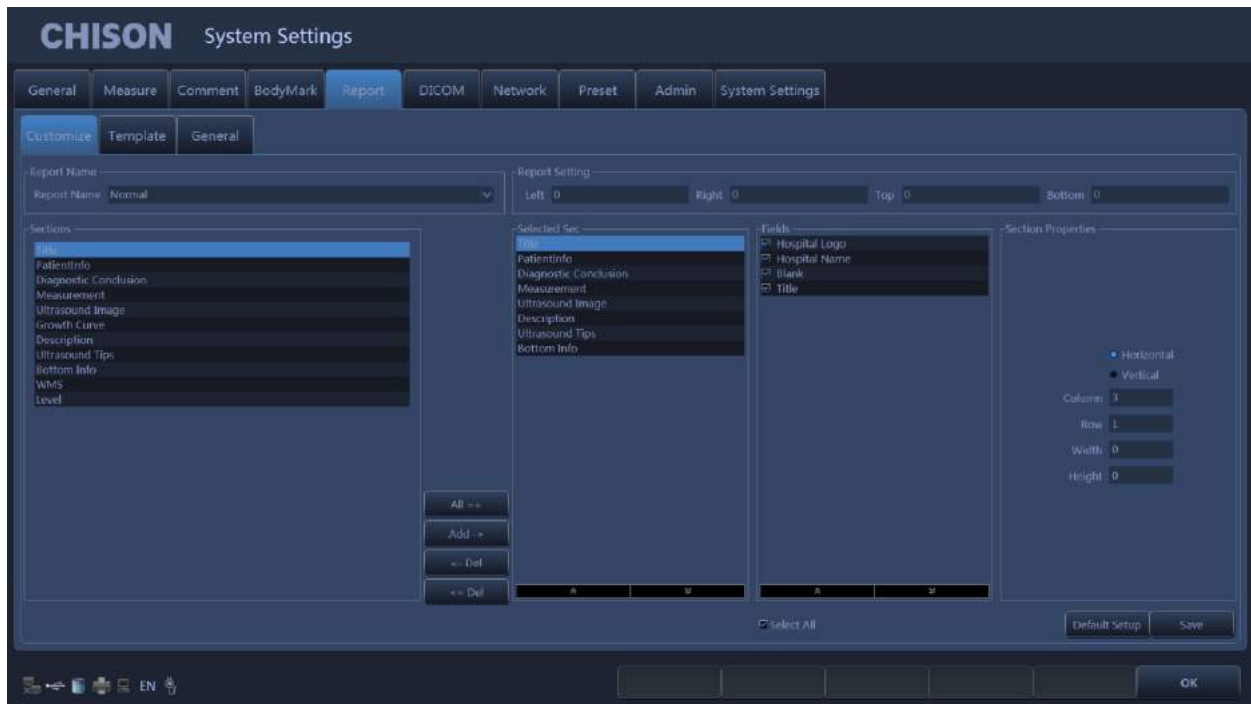 CHISON System Settings
General Measure Comment BodyMark Report DICOM Network Preset Admin System Settings
Customize Template General
Report Name
Report Name Normal
Report Setting
Left 0 Right 0 Top 0 Bottom 0
Sections
Title
PatientInfo
Diagnostic Conclusion
Measurement
Ultrasound Image
Growth Curve
Description
Ultrasound Tips
Bottom Info
WMS
Level
All =>
Add ->
<- Del
<= Del
Selected Sec
Title
PatientInfo
Diagnostic Conclusion
Measurement
Ultrasound Image
Description
Ultrasound Tips
Bottom Info
Fields
Hospital Logo
Hospital Name
Blank
Title
Select All
Section Properties
Horizontal
Vertical
Column 3
Row 1
Width 0
Height 0
Default Setup Save
EN
OK